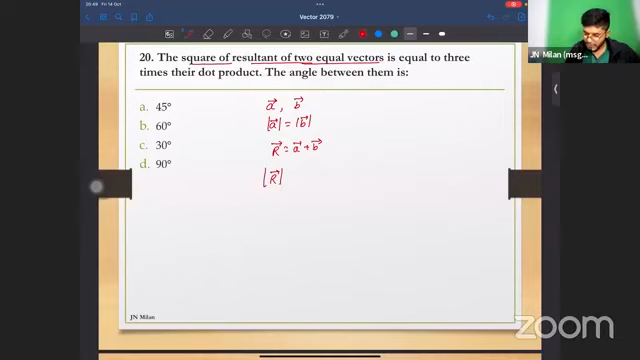 20:49 Fri 14 Oct
Vector 2079
20. The square of resultant of two equal vectors is equal to three
times their dot product. The angle between them is:
a. 45°
b. 60°
c. 30°
d. 90°
a⃗, b⃗
|a⃗| = |b⃗|
R⃗ = a⃗ + b⃗
|R⃗|
JN Milan
JN Milan (msg...
zoom